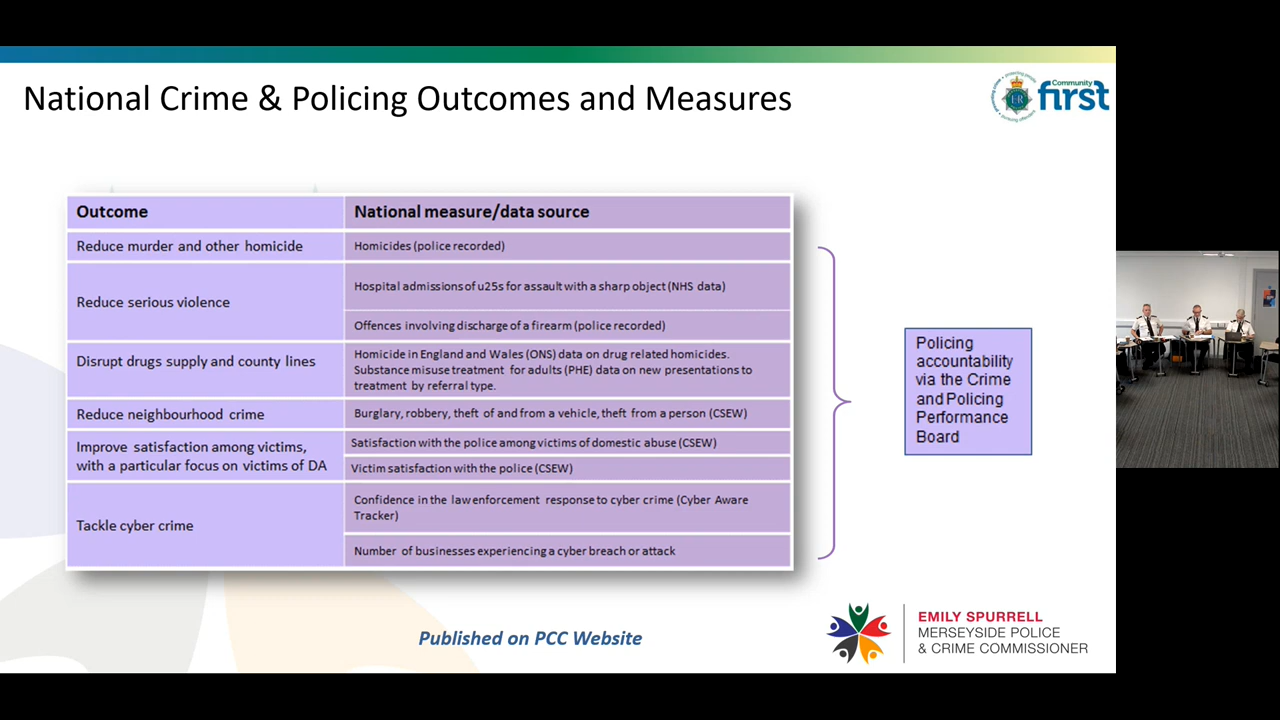 National Crime & Policing Outcomes and Measures
Community
first
Outcome
National measure/data source
Reduce murder and other homicide
Homicides (police recorded)
Reduce serious violence
Hospital admissions of u25s for assault with a sharp object (NHS data)
Offences involving discharge of a firearm (police recorded)
Disrupt drugs supply and county lines
Homicide in England and Wales (ONS) data on drug related homicides.
Substance misuse treatment for adults (PHE) data on new presentations to
treatment by referral type.
Reduce neighbourhood crime
Burglary, robbery, theft of and from a vehicle, theft from a person (CSEW)
Improve satisfaction among victims,
with a particular focus on victims of DA
Satisfaction with the police among victims of domestic abuse (CSEW)
Victim satisfaction with the police (CSEW)
Tackle cyber crime
Confidence in the law enforcement response to cyber crime (Cyber Aware
Tracker)
Number of businesses experiencing a cyber breach or attack
Policing
accountability
via the Crime
and Policing
Performance
Board
Published on PCC Website
EMILY SPURRELL
MERSEYSIDE POLICE
& CRIME COMMISSIONER